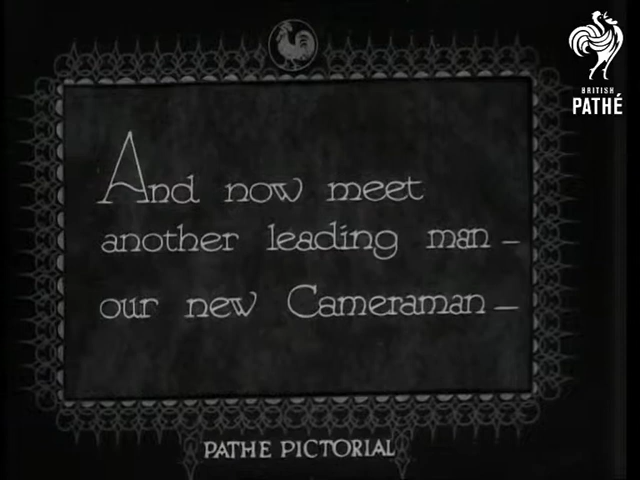 BRITISH
PATHÉ
And now meet
another leading man –
our new Cameraman –
PATHE PICTORIAL